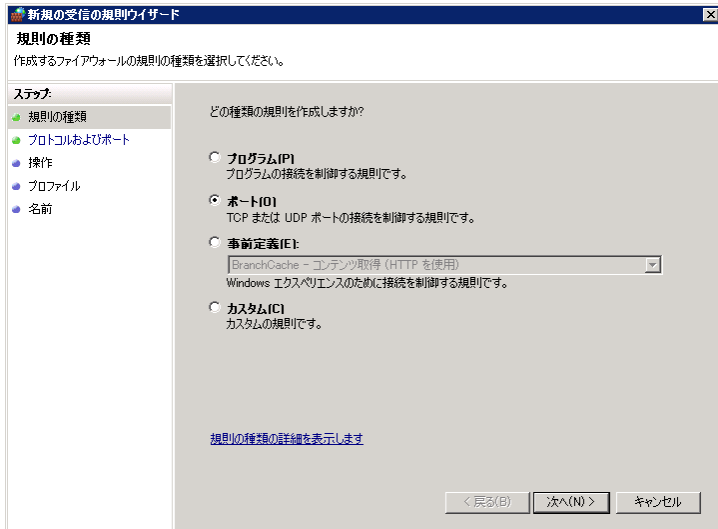 新規の受信の規則ウィザード
規則の種類
作成するファイアウォールの規則の種類を選択してください。
ステップ:
規則の種類
プロトコルおよびポート
操作
プロファイル
名前
どの種類の規則を作成しますか?
プログラム(P)
プログラムの接続を制御する規則です。
ポート(O)
TCP または UDP ポートの接続を制御する規則です。
事前定義(E):
BranchCache - コンテンツ取得 (HTTP を使用)
Windows エクスペリエンスのために接続を制御する規則です。
カスタム(C)
カスタムの規則です。
規則の種類の詳細を表示します
< 戻る(B)
次へ(N) >
キャンセル